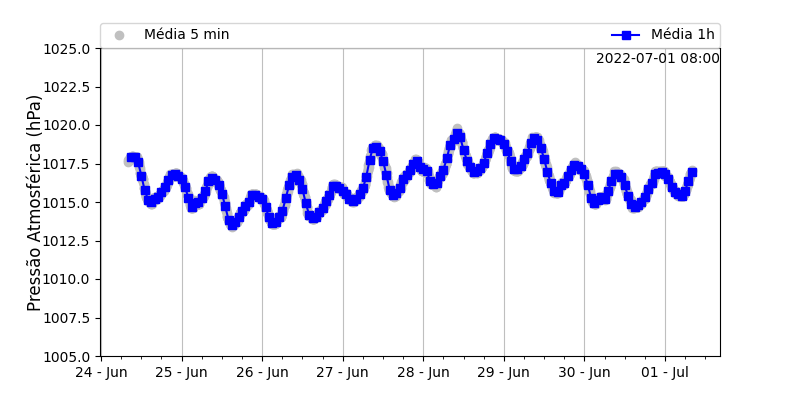 Média 5 min
Média 1h
2022-07-01 08:00
Pressão Atmosférica (hPa)
1025.0
1022.5
1020.0
1017.5
1015.0
1012.5
1010.0
1007.5
1005.0
24 - Jun
25 - Jun
26 - Jun
27 - Jun
28 - Jun
29 - Jun
30 - Jun
01 - Jul